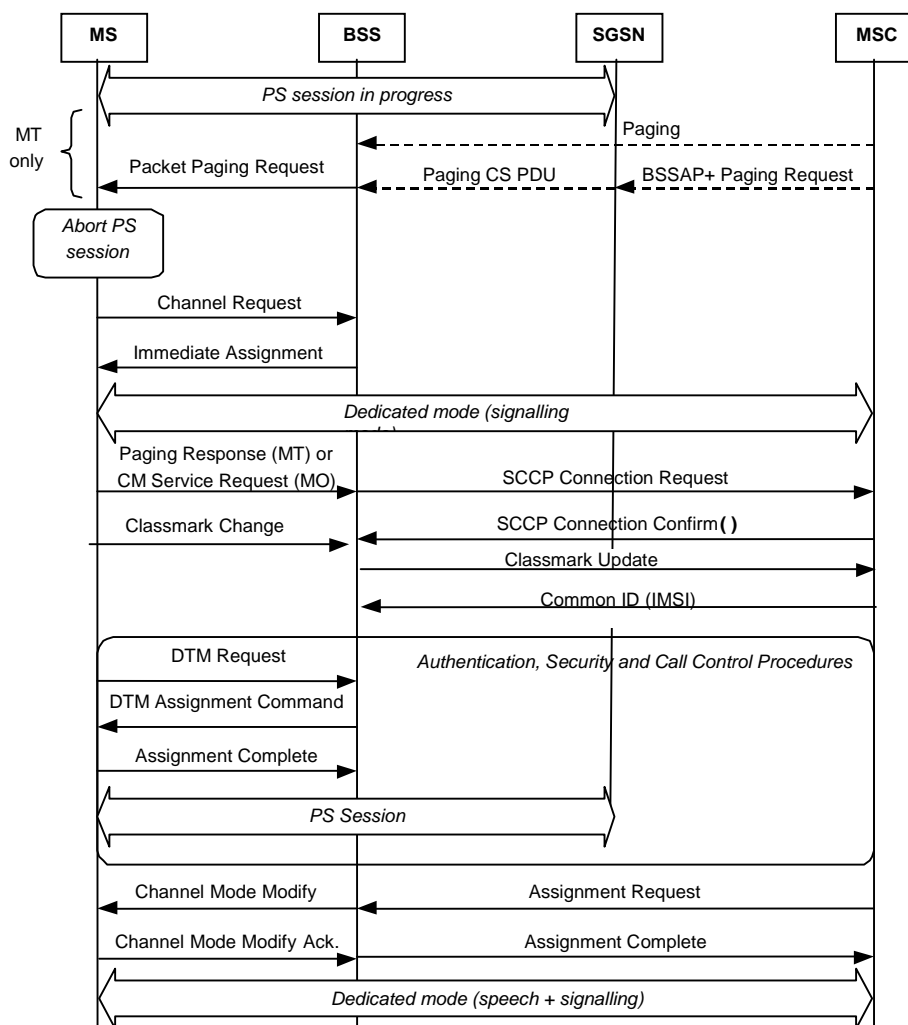 MS
BSS
SGSN
MSC
PS session in progress
MT
only
Paging
Packet Paging Request
Paging CS PDU
BSSAP+ Paging Request
Abort PS
session
Channel Request
Immediate Assignment
Dedicated mode (signalling
Paging Response (MT) or
CM Service Request (MO)
SCCP Connection Request
Classmark Change
SCCP Connection Confirm()
Classmark Update
Common ID (IMSI)
DTM Request
Authentication, Security and Call Control Procedures
DTM Assignment Command
Assignment Complete
PS Session
Channel Mode Modify
Assignment Request
Channel Mode Modify Ack.
Assignment Complete
Dedicated mode (speech + signalling)